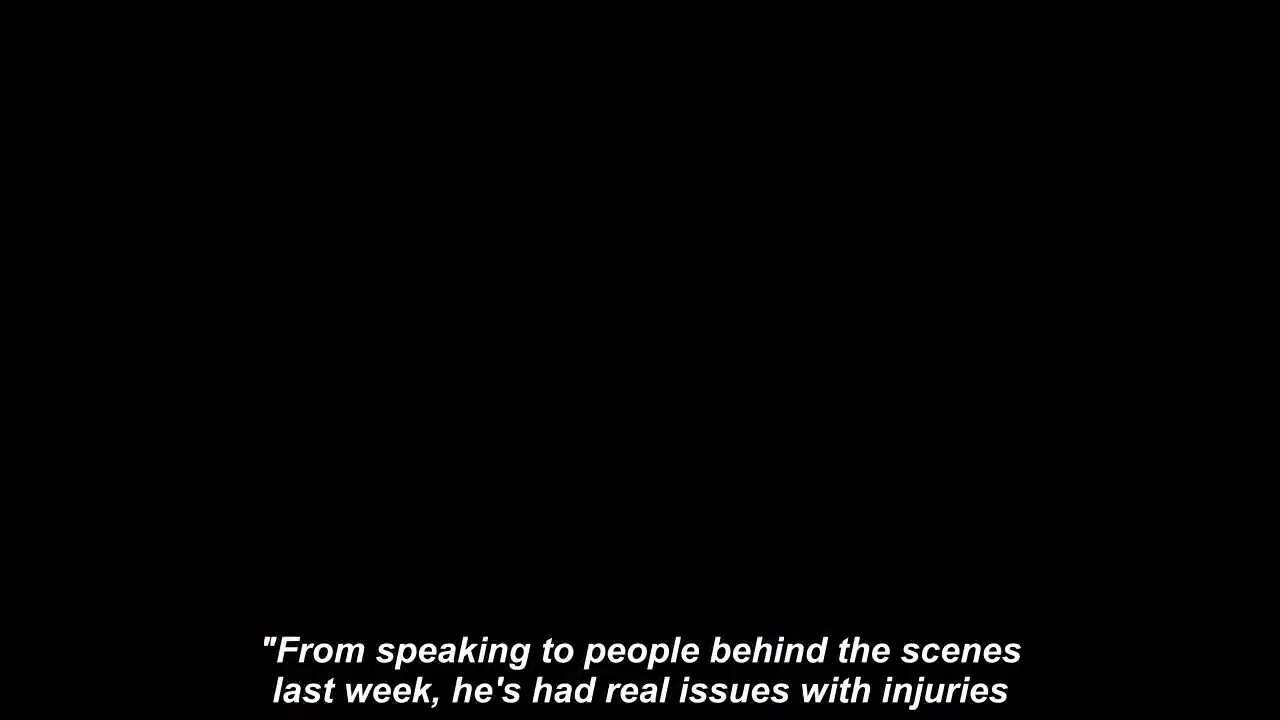 "From speaking to people behind the scenes
last week, he's had real issues with injuries